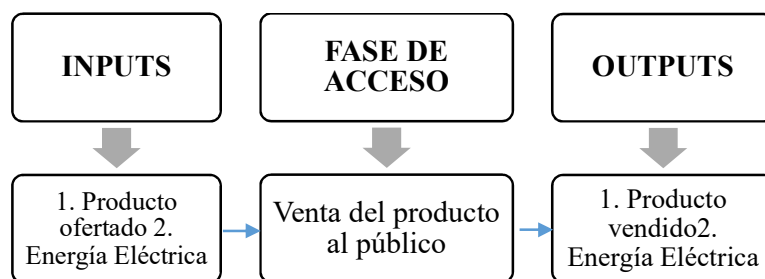 INPUTS
FASE DE
ACCESO
OUTPUTS
1. Producto
ofertado 2.
Energía Eléctrica
Venta del producto
al público
1. Producto
vendido2.
Energía Eléctrica